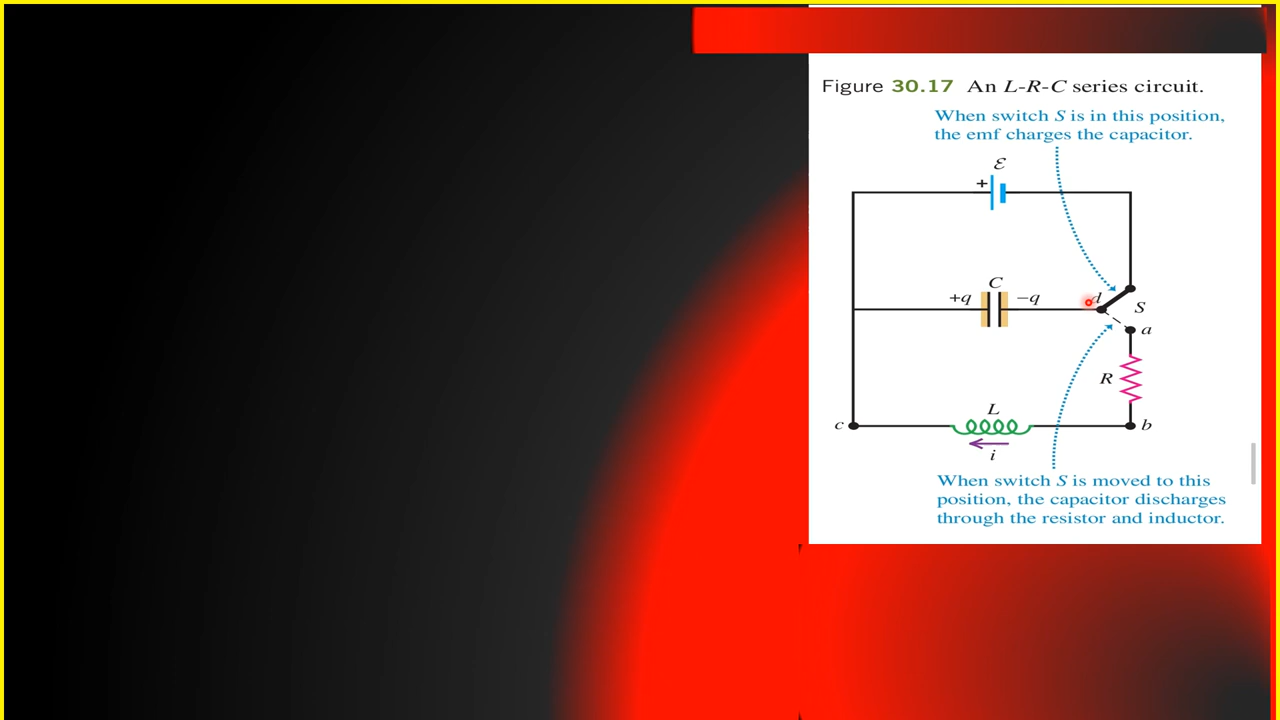 Figure 30.17 An L-R-C series circuit.
When switch S is in this position,
the emf charges the capacitor.
ℰ
+
C
+q −q
d
S
a
R
L
c
b
i
When switch S is moved to this
position, the capacitor discharges
through the resistor and inductor.